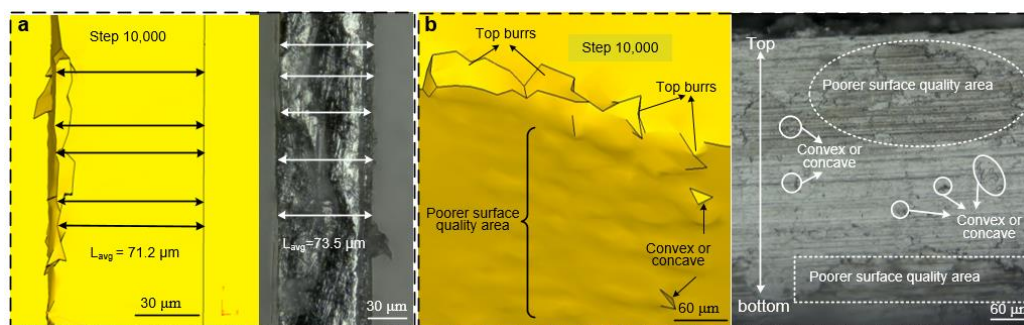 a
Step 10,000
L_avg = 71.2 μm
30 μm
L_avg=73.5 μm
30 μm
b
Top burrs
Step 10,000
Top burrs
Poorer surface
quality area
Convex or
concave
60 μm
Top
Poorer surface quality area
Convex or
concave
Convex or
concave
Poorer surface quality area
bottom
60 μm